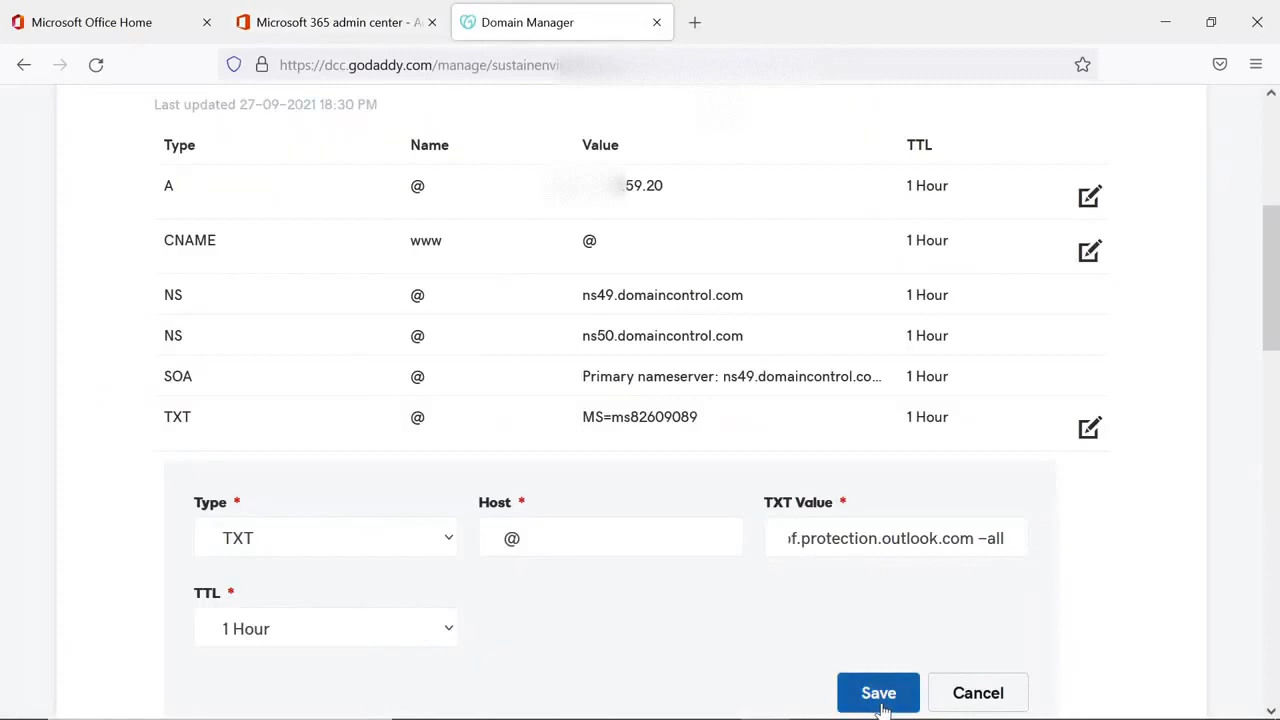 Microsoft Office Home
Microsoft 365 admin center - A
Domain Manager
https://dcc.godaddy.com/manage/sustainenvi
Last updated 27-09-2021 18:30 PM
Type Name Value TTL
A @ .59.20 1 Hour
CNAME www @ 1 Hour
NS @ ns49.domaincontrol.com 1 Hour
NS @ ns50.domaincontrol.com 1 Hour
SOA @ Primary nameserver: ns49.domaincontrol.co... 1 Hour
TXT @ MS=ms82609089 1 Hour
Type * Host * TXT Value *
TXT @ f.protection.outlook.com -all
TTL *
1 Hour
Save Cancel